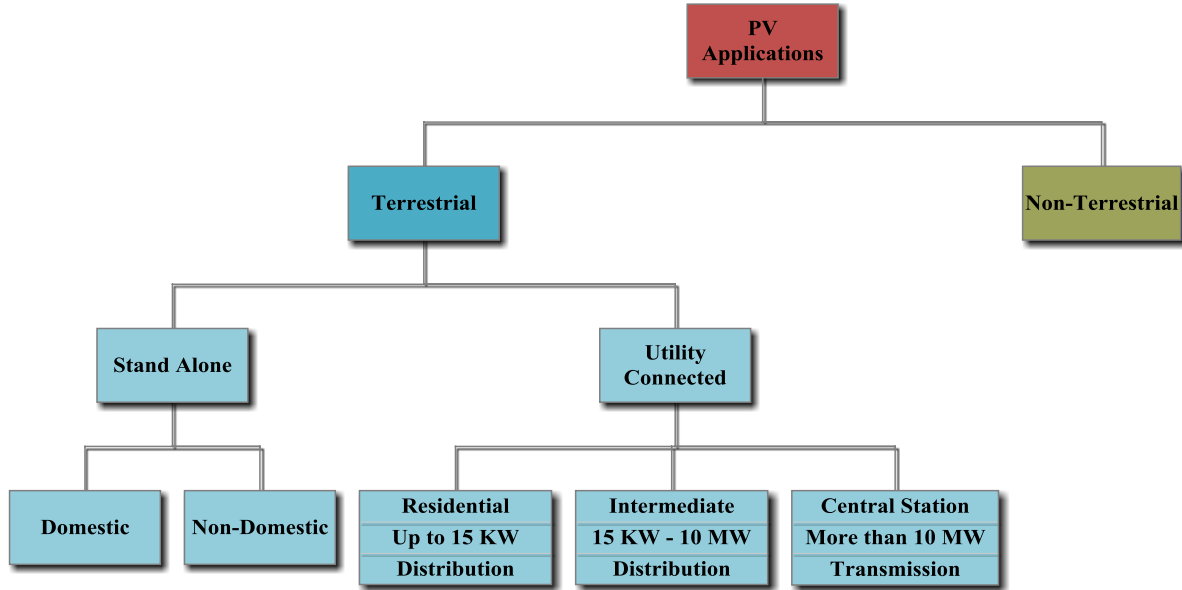 PV
Applications
Terrestrial
Non-Terrestrial
Stand Alone
Utility
Connected
Domestic
Non-Domestic
Residential
Up to 15 KW
Distribution
Intermediate
15 KW - 10 MW
Distribution
Central Station
More than 10 MW
Transmission